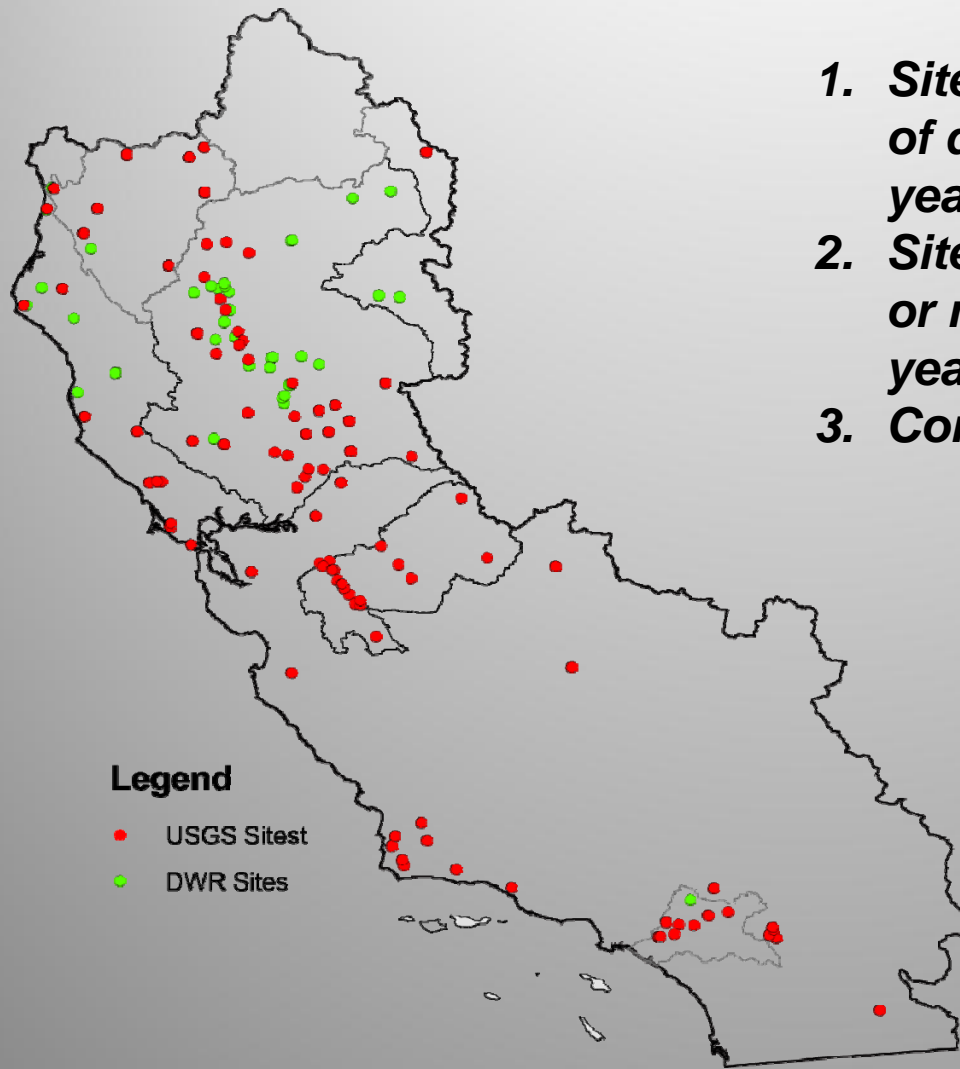 1. Site
of c
yea
2. Site
or r
yea
3. Cor
Legend
USGS Sitest
DWR Sites